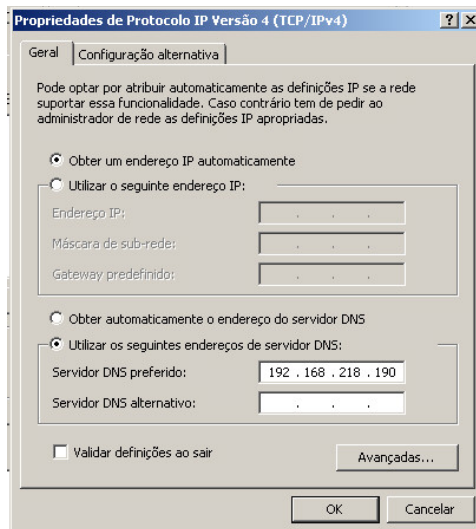 Propriedades de Protocolo IP Versão 4 (TCP/IPv4)
Geral
Configuração alternativa
Pode optar por atribuir automaticamente as definições IP se a rede
suportar essa funcionalidade. Caso contrário tem de pedir ao
administrador de rede as definições IP apropriadas.
Obter um endereço IP automaticamente
Utilizar o seguinte endereço IP:
Endereço IP:
Máscara de sub-rede:
Gateway predefinido:
Obter automaticamente o endereço do servidor DNS
Utilizar os seguintes endereços de servidor DNS:
Servidor DNS preferido: 192 . 168 . 218 . 190
Servidor DNS alternativo:
Validar definições ao sair
Avançadas...
OK
Cancelar